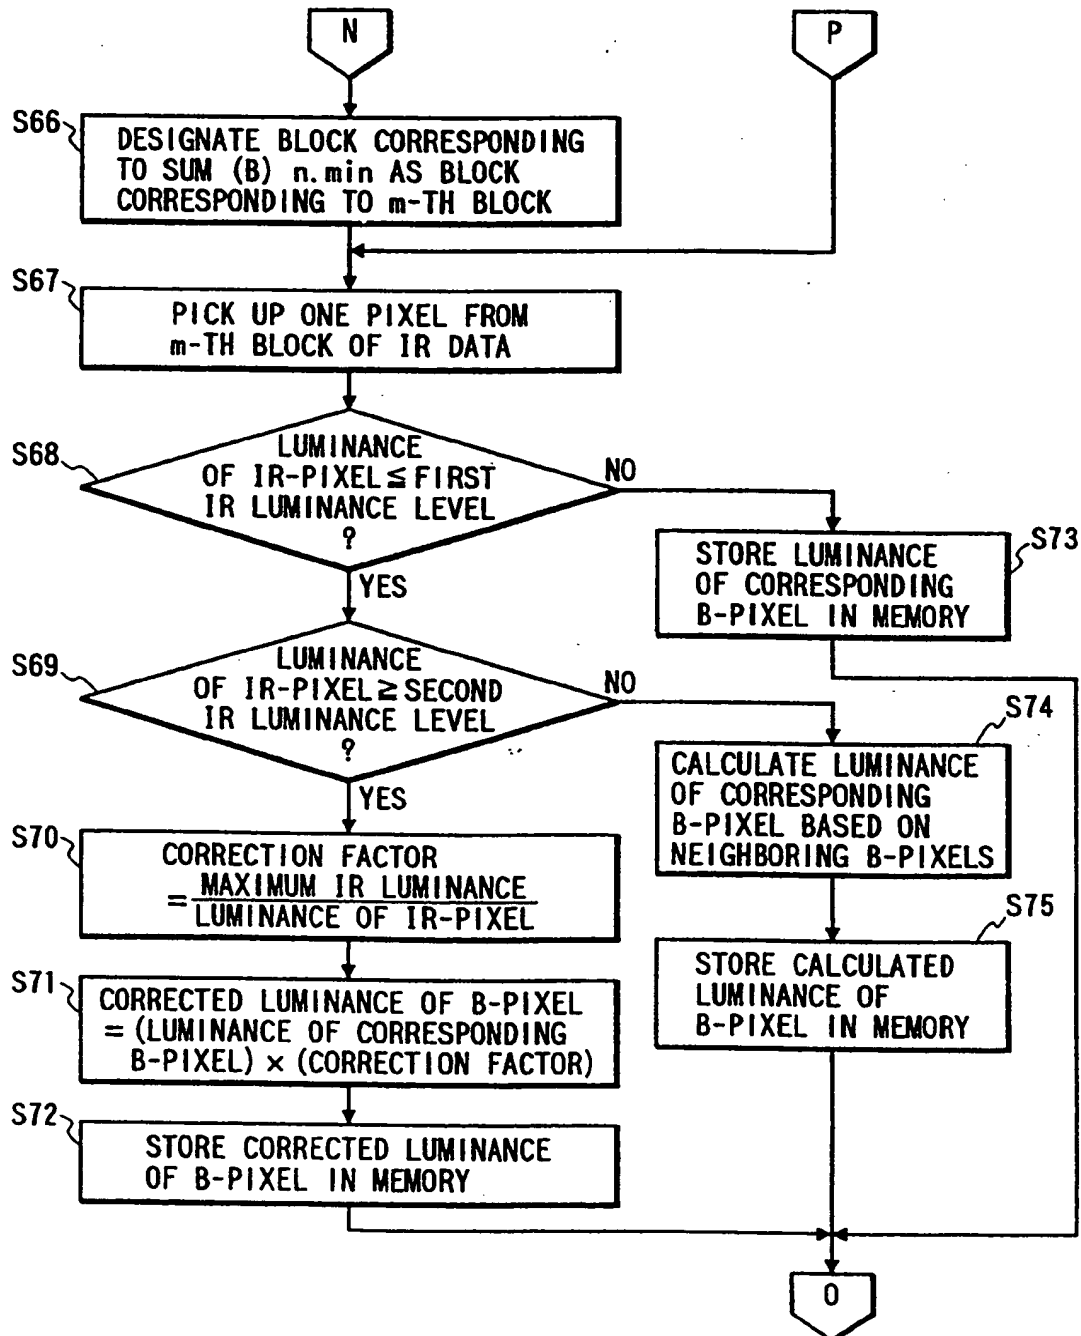 N
P
S66
DESIGNATE BLOCK CORRESPONDING
TO SUM (B) n.min AS BLOCK
CORRESPONDING TO m-TH BLOCK
S67
PICK UP ONE PIXEL FROM
m-TH BLOCK OF IR DATA
S68
LUMINANCE
OF IR-PIXEL ≦ FIRST
IR LUMINANCE LEVEL
?
NO
YES
S73
STORE LUMINANCE
OF CORRESPONDING
B-PIXEL IN MEMORY
S69
LUMINANCE
OF IR-PIXEL ≧ SECOND
IR LUMINANCE LEVEL
?
NO
YES
S74
CALCULATE LUMINANCE
OF CORRESPONDING
B-PIXEL BASED ON
NEIGHBORING B-PIXELS
S70
CORRECTION FACTOR
= MAXIMUM IR LUMINANCE
LUMINANCE OF IR-PIXEL
S75
STORE CALCULATED
LUMINANCE OF
B-PIXEL IN MEMORY
S71
CORRECTED LUMINANCE OF B-PIXEL
= (LUMINANCE OF CORRESPONDING
B-PIXEL) × (CORRECTION FACTOR)
S72
STORE CORRECTED LUMINANCE
OF B-PIXEL IN MEMORY
O